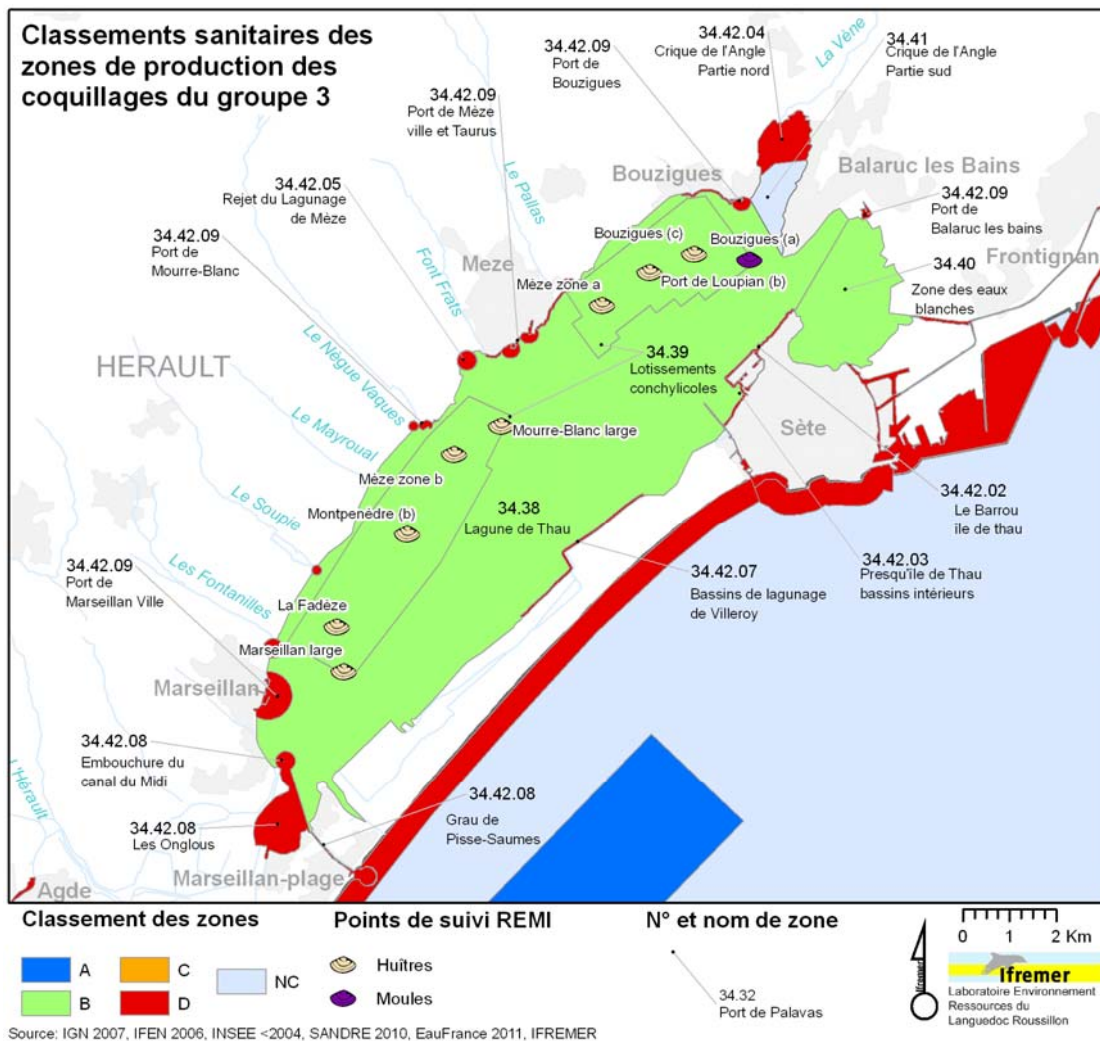 Classements sanitaires des
zones de production des
coquillages du groupe 3
34.42.09
Port de
Bouzigues
34.42.04
Crique de l'Angle
Partie nord
La Vène
34.41
Crique de l'Angle
Partie sud
34.42.09
Port de Mèze
ville et Taurus
34.42.05
Rejet du Lagunage
de Mèze
34.42.09
Port de
Mourre-Blanc
Le Pallas
Font Frats
Bouzigues
Balaruc les Bains
34.42.09
Port de
Balaruc les bains
Frontignan
34.40
Zone des eaux
blanches
Bouzigues (c)
Bouzigues (a)
Port de Loupian (b)
Mèze zone a
Meze
Le Nègue Vaques
HERAULT
34.39
Lotissements
conchylicoles
Mourre-Blanc large
Sète
Le Mayroual
Mèze zone b
Le Soupie
Montpenèdre (b)
34.38
Lagune de Thau
34.42.02
Le Barrou
île de thau
34.42.03
Presqu'île de Thau
bassins intérieurs
34.42.07
Bassins de lagunage
de Villeroy
Les Fontanilles
34.42.09
Port de
Marseillan Ville
La Fadèze
Marseillan large
Marseillan
34.42.08
Embouchure du
canal du Midi
L'Hérault
34.42.08
Les Onglous
34.42.08
Grau de
Pisse-Saumes
Marseillan-plage
Agde
Classement des zones
A
B
C
D
NC
Points de suivi REMI
Huîtres
Moules
N° et nom de zone
34.32
Port de Palavas
Ifremer
0 1 2 Km
Ifremer
Laboratoire Environnement
Ressources du
Languedoc Roussillon
Source: IGN 2007, IFEN 2006, INSEE <2004, SANDRE 2010, EauFrance 2011, IFREMER